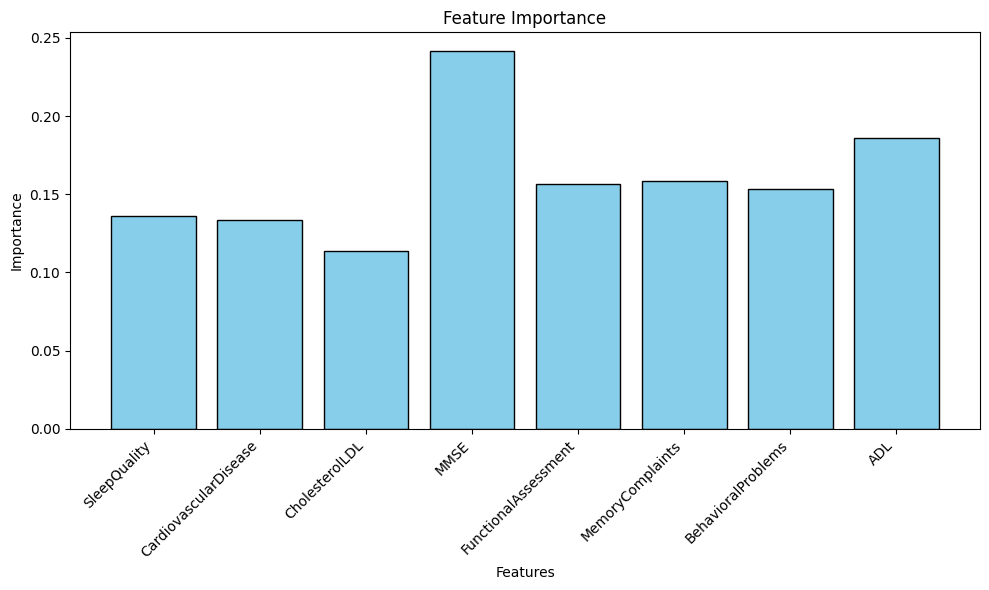 Feature Importance
0.25
0.20
0.15
0.10
0.05
0.00
Importance
SleepQuality
CardiovascularDisease
CholesterolLDL
MMSE
FunctionalAssessment
MemoryComplaints
BehavioralProblems
ADL
Features